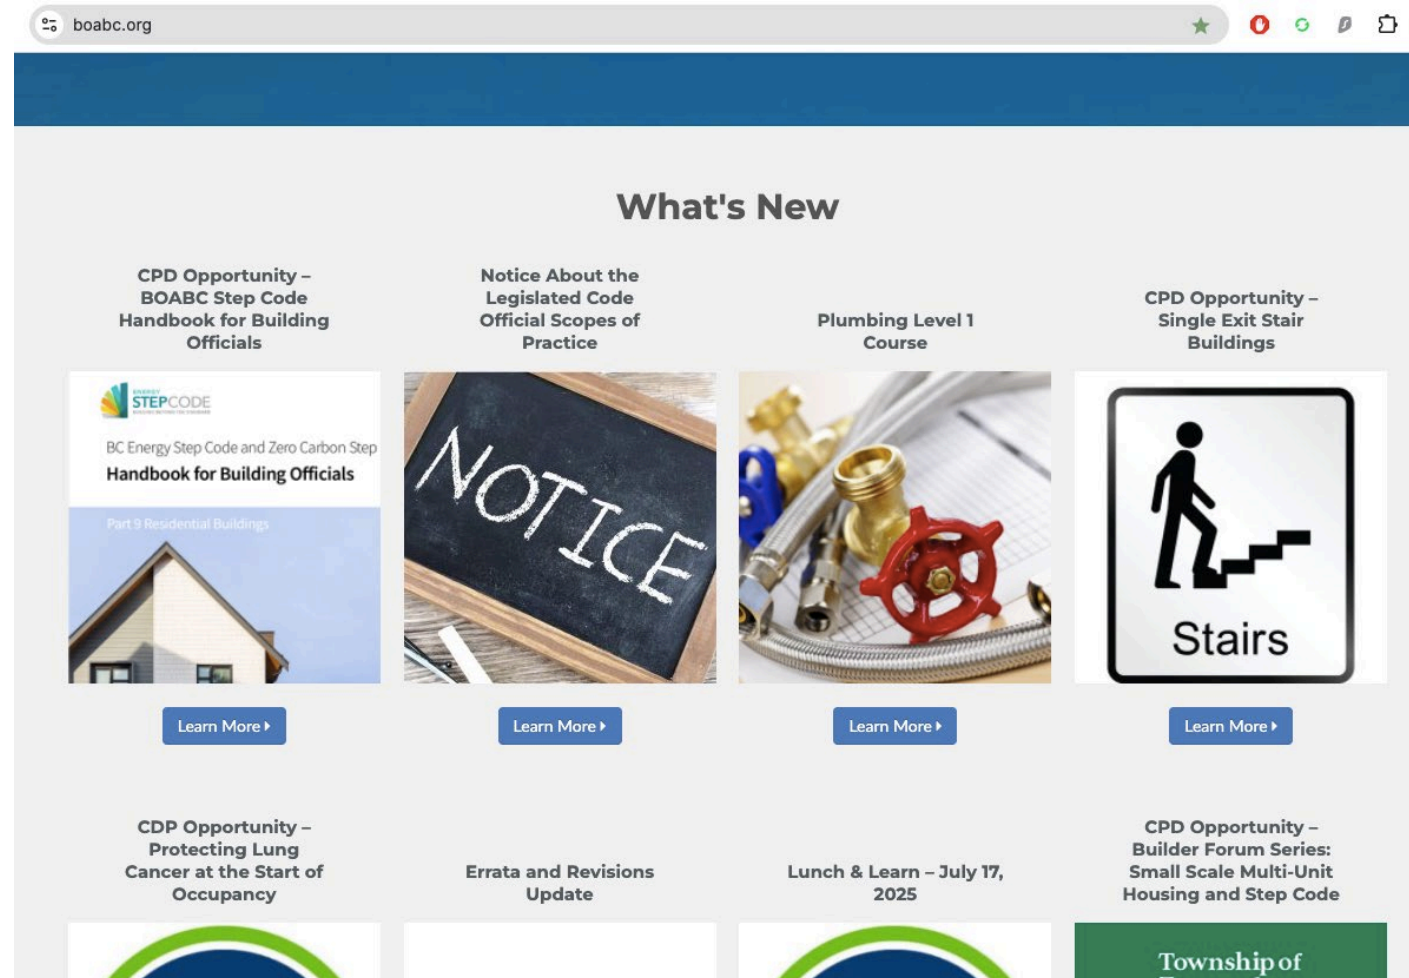 boabc.org
What's New
CPD Opportunity –
BOABC Step Code
Handbook for Building
Officials
Notice About the
Legislated Code
Official Scopes of
Practice
Plumbing Level 1
Course
CPD Opportunity –
Single Exit Stair
Buildings
ENERGY
STEPCODE
BC Energy Step Code and Zero Carbon Step
Handbook for Building Officials
Part 9 Residential Buildings
NOTICE
Stairs
Learn More
Learn More
Learn More
Learn More
CDP Opportunity –
Protecting Lung
Cancer at the Start of
Occupancy
Errata and Revisions
Update
Lunch & Learn – July 17,
2025
CPD Opportunity –
Builder Forum Series:
Small Scale Multi-Unit
Housing and Step Code
Township of